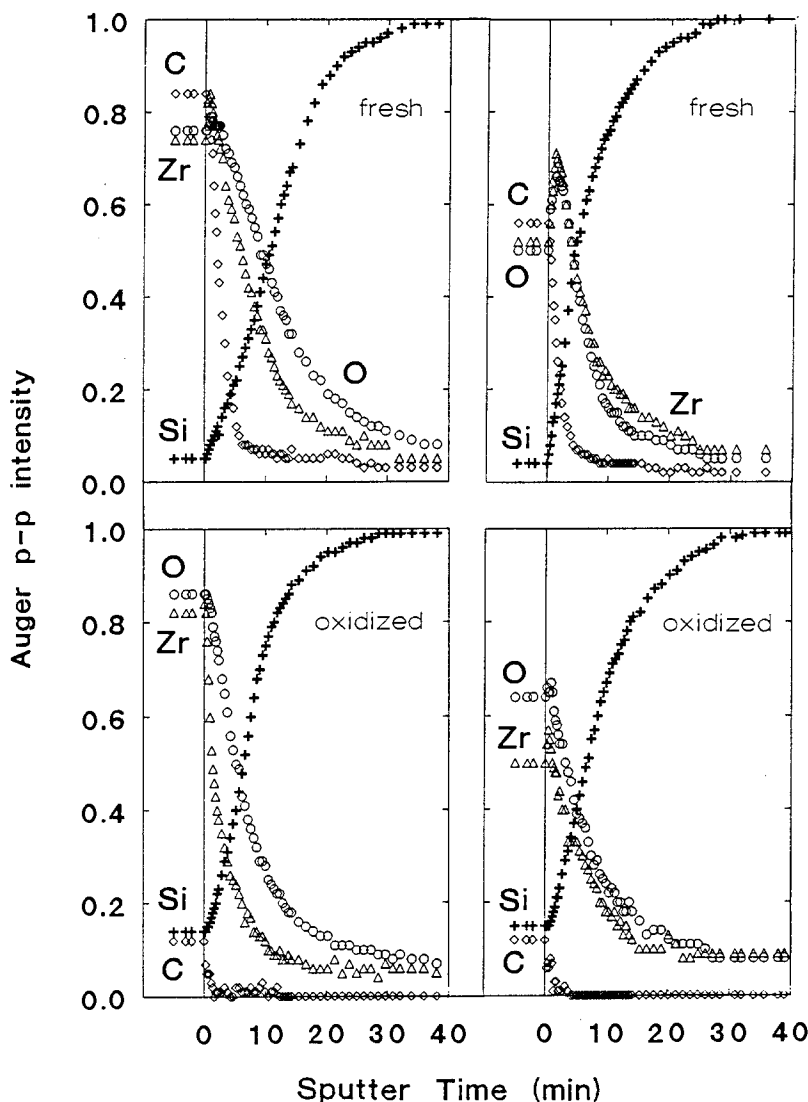 1.0
0.8
0.6
0.4
0.2
0.0
C
Zr
Si
O
fresh
C
O
Si
Zr
fresh
1.0
0.8
0.6
0.4
0.2
0.0
O
Zr
Si
C
oxidized
O
Zr
Si
C
oxidized
0 10 20 30 40
0 10 20 30 40
Auger p-p intensity
Sputter Time (min)